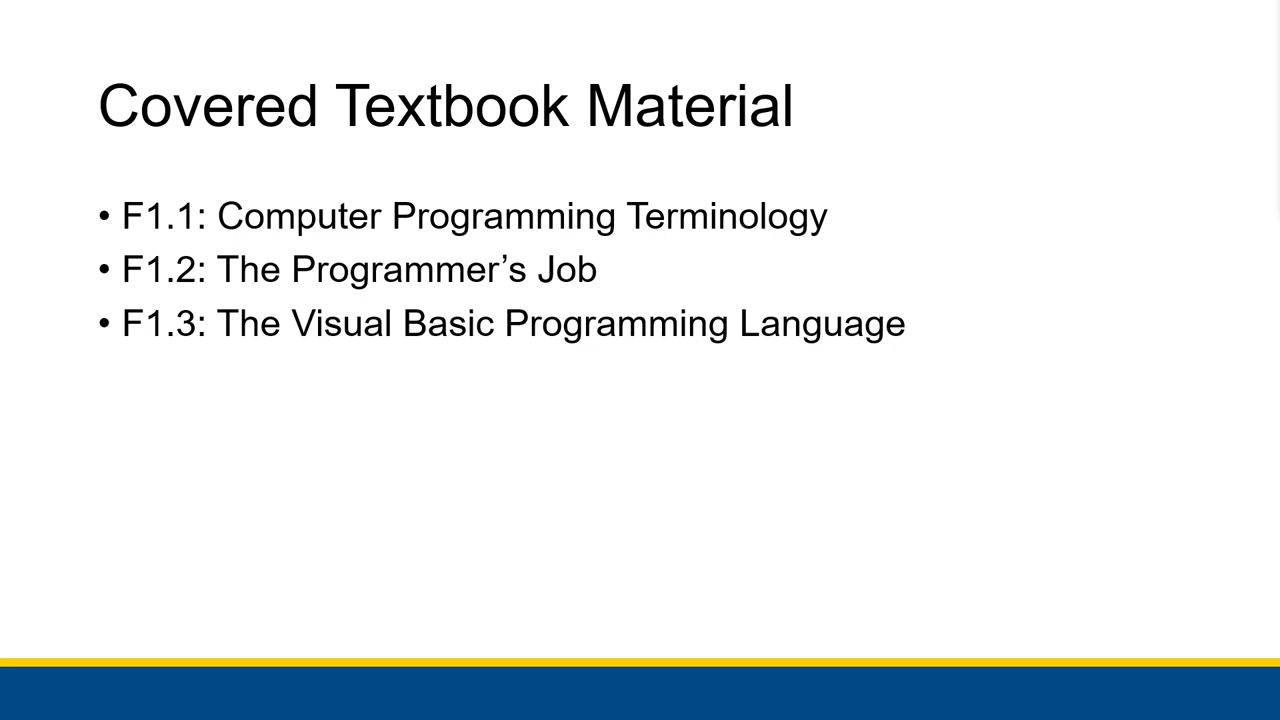 Covered Textbook Material
• F1.1: Computer Programming Terminology
• F1.2: The Programmer’s Job
• F1.3: The Visual Basic Programming Language